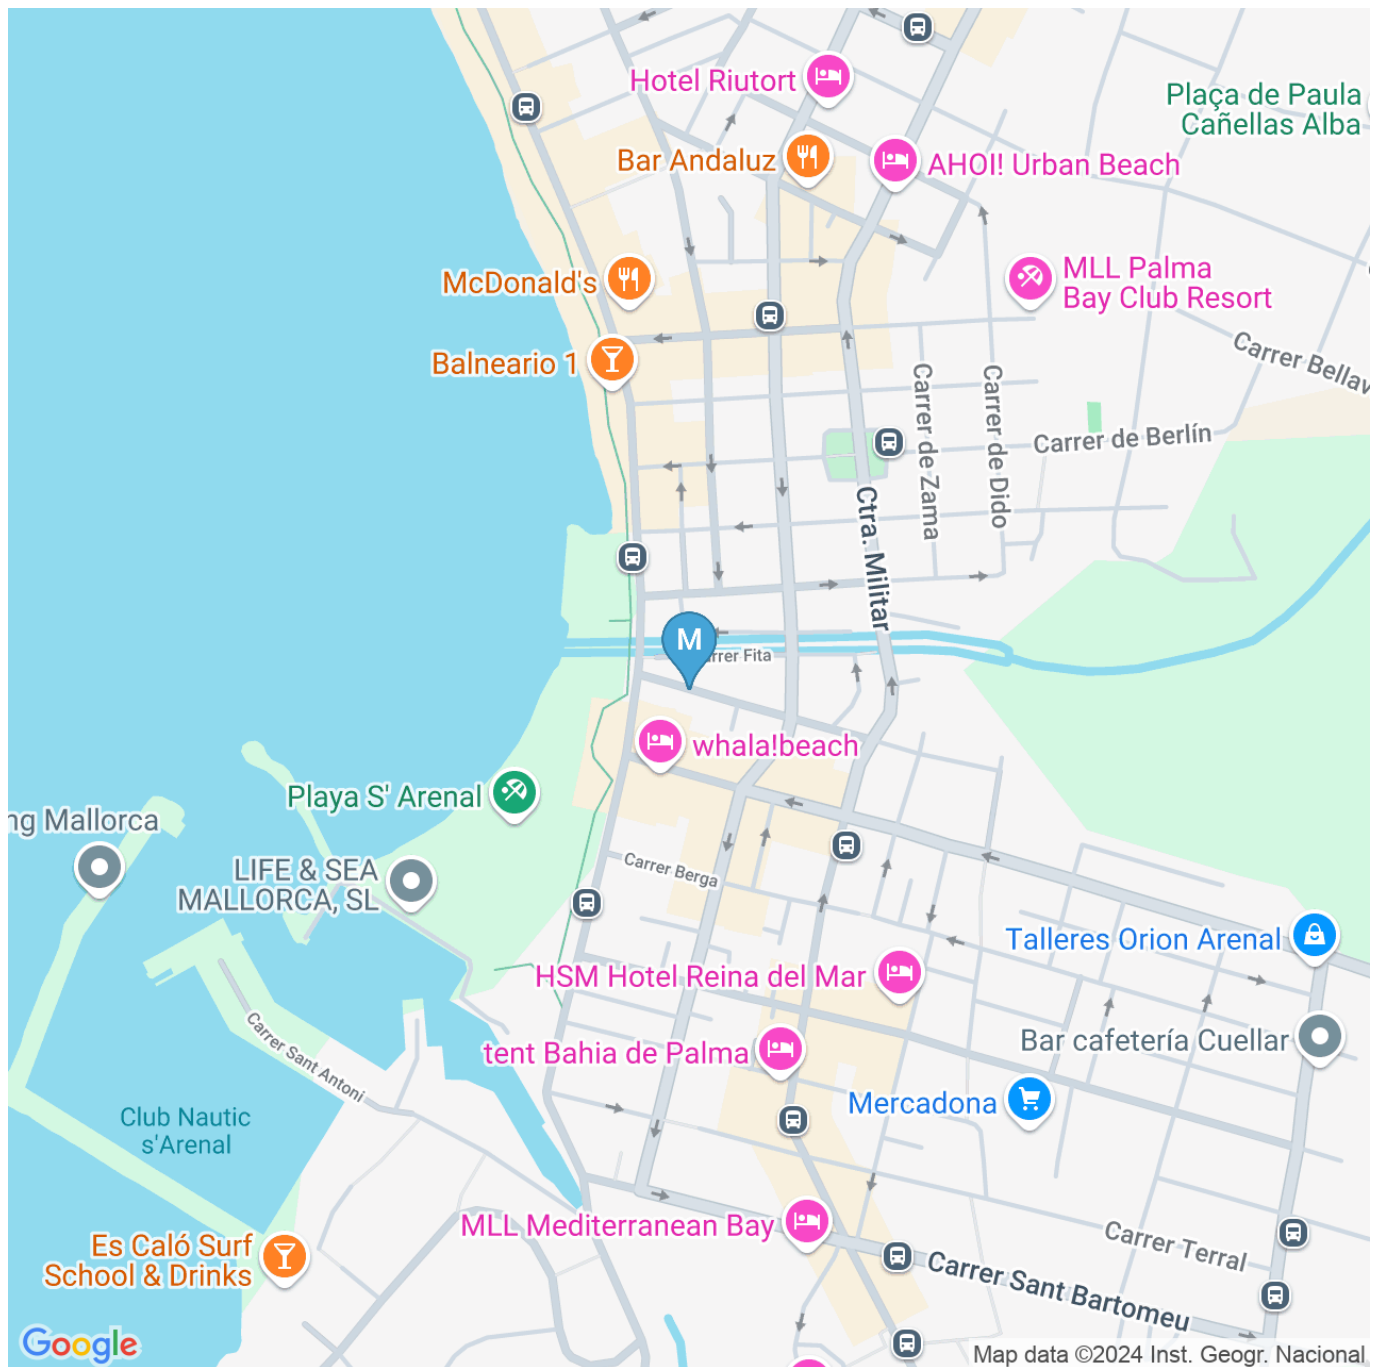 Hotel Riutort
Plaça de Paula
Cañellas Alba
Bar Andaluz
AHOI! Urban Beach
McDonald's
MLL Palma
Bay Club Resort
Balneario 1
Carrer Bellav
Carrer de Zama
Carrer de Dido
Carrer de Berlín
Ctra. Militar
M
Fita
whala!beach
Playa S' Arenal
ng Mallorca
LIFE & SEA
MALLORCA, SL
Carrer Berga
Talleres Orion Arenal
HSM Hotel Reina del Mar
Carrer Sant Antoni
tent Bahia de Palma
Bar cafetería Cuellar
Mercadona
Club Nautic
s'Arenal
MLL Mediterranean Bay
Es Caló Surf
School & Drinks
Carrer Terral
Carrer Sant Bartomeu
Google
Map data ©2024 Inst. Geogr. Nacional